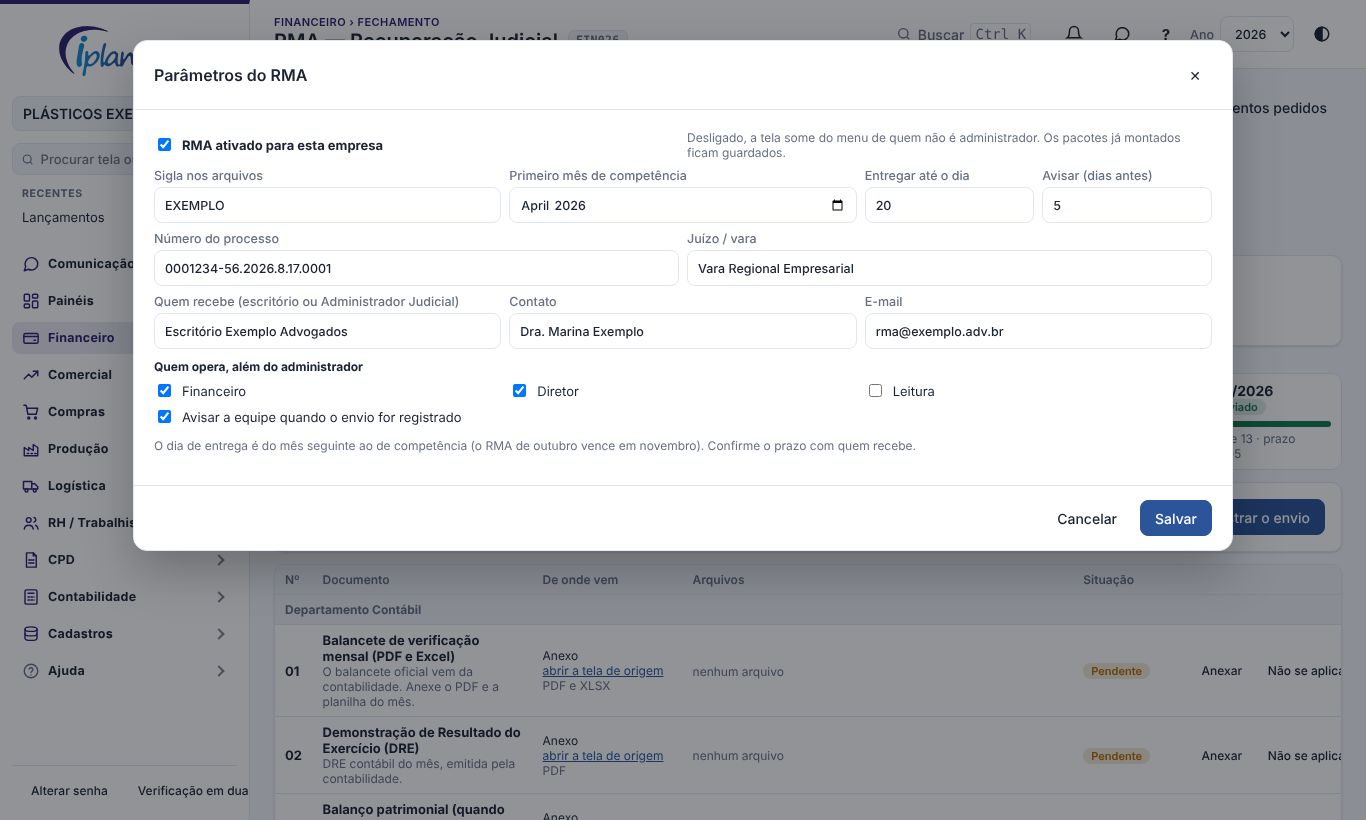 FINANCEIRO › FECHAMENTO
RMA — Recuperação Judicial
Buscar Ctrl K
?
Ano
2026
iplan
PLÁSTICOS EXE
entos pedidos
Procurar tela o
RECENTES
Lançamentos
Comunicação
Painéis
Financeiro
Comercial
Compras
Produção
Logística
RH / Trabalhis
CPD
Contabilidade
Cadastros
Ajuda
Alterar senha
Verificação em dua
Parâmetros do RMA
×
RMA ativado para esta empresa
Desligado, a tela some do menu de quem não é administrador. Os pacotes já montados
ficam guardados.
Sigla nos arquivos
EXEMPLO
Primeiro mês de competência
April 2026
Entregar até o dia
20
Avisar (dias antes)
5
Número do processo
0001234-56.2026.8.17.0001
Juízo / vara
Vara Regional Empresarial
Quem recebe (escritório ou Administrador Judicial)
Escritório Exemplo Advogados
Contato
Dra. Marina Exemplo
E-mail
rma@exemplo.adv.br
Quem opera, além do administrador
Financeiro
Diretor
Leitura
Avisar a equipe quando o envio for registrado
O dia de entrega é do mês seguinte ao de competência (o RMA de outubro vence em novembro). Confirme o prazo com quem recebe.
Cancelar
Salvar
/2026
viado
e 13 · prazo
5
trar o envio
Nº Documento De onde vem Arquivos Situação
Departamento Contábil
01
Balancete de verificação
mensal (PDF e Excel)
O balancete oficial vem da
contabilidade. Anexe o PDF e a
planilha do mês.
Anexo
abrir a tela de origem
PDF e XLSX
nenhum arquivo
Pendente
Anexar
Não se aplica
02
Demonstração de Resultado do
Exercício (DRE)
DRE contábil do mês, emitida pela
contabilidade.
Anexo
abrir a tela de origem
PDF
nenhum arquivo
Pendente
Anexar
Não se aplica
Balanço patrimonial (quando
Anexo